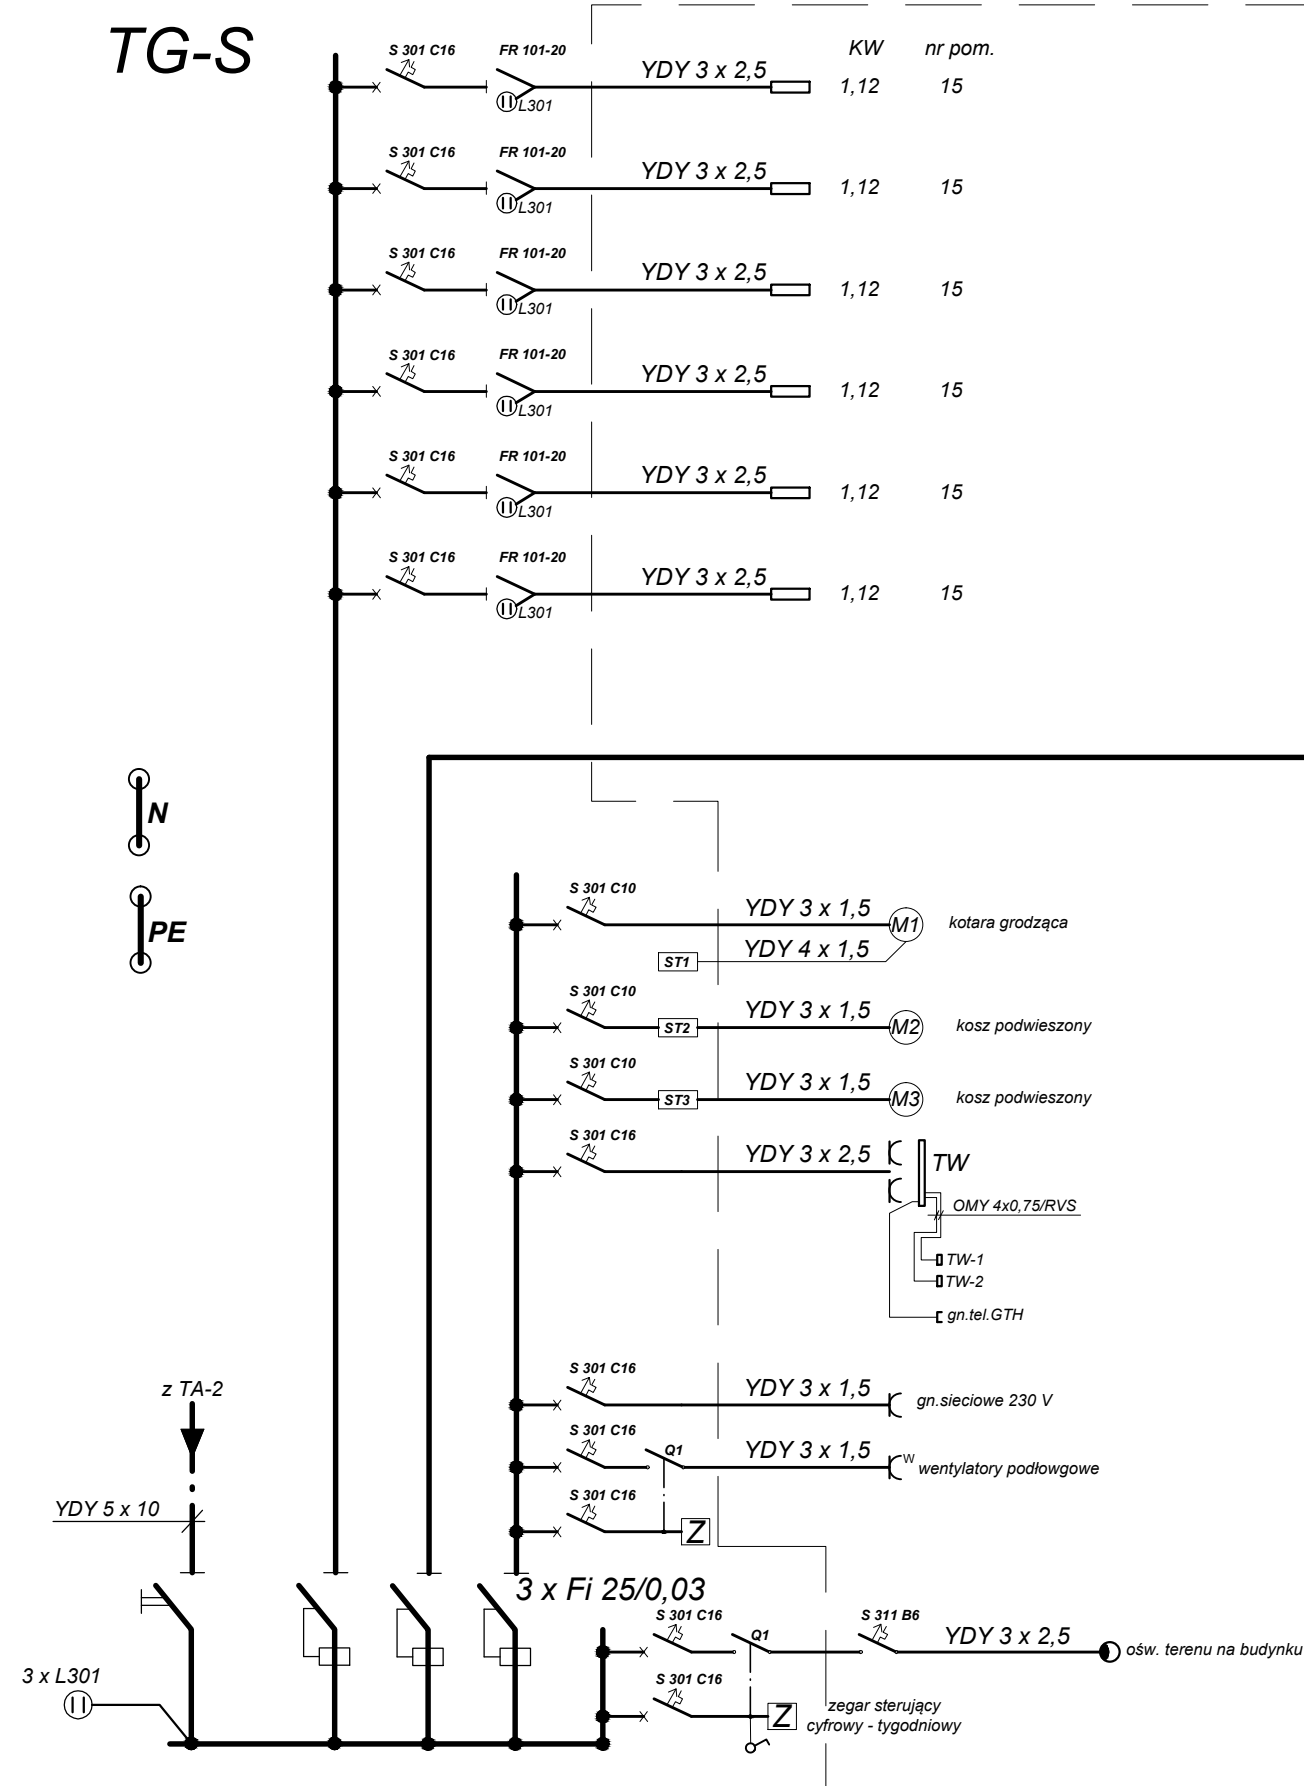 TG-S
KW nr pom.
S 301 C16 FR 101-20 YDY 3 x 2,5 1,12 15
L301
S 301 C16 FR 101-20 YDY 3 x 2,5 1,12 15
L301
S 301 C16 FR 101-20 YDY 3 x 2,5 1,12 15
L301
S 301 C16 FR 101-20 YDY 3 x 2,5 1,12 15
L301
S 301 C16 FR 101-20 YDY 3 x 2,5 1,12 15
L301
S 301 C16 FR 101-20 YDY 3 x 2,5 1,12 15
L301
N
PE
S 301 C10 YDY 3 x 1,5 M1 kotara grodząca
ST1 YDY 4 x 1,5
S 301 C10 ST2 YDY 3 x 1,5 M2 kosz podwieszony
S 301 C10 ST3 YDY 3 x 1,5 M3 kosz podwieszony
S 301 C16 YDY 3 x 2,5 TW
OMY 4x0,75/RVS
TW-1
TW-2
gn.tel.GTH
S 301 C16 YDY 3 x 1,5 gn.sieciowe 230 V
S 301 C16 Q1 YDY 3 x 1,5 W wentylatory podłowgowe
S 301 C16 Z
z TA-2
YDY 5 x 10
3 x Fi 25/0,03
S 301 C16 Q1 S 311 B6 YDY 3 x 2,5 ośw. terenu na budynku
3 x L301
S 301 C16 Z zegar sterujący
cyfrowy - tygodniowy